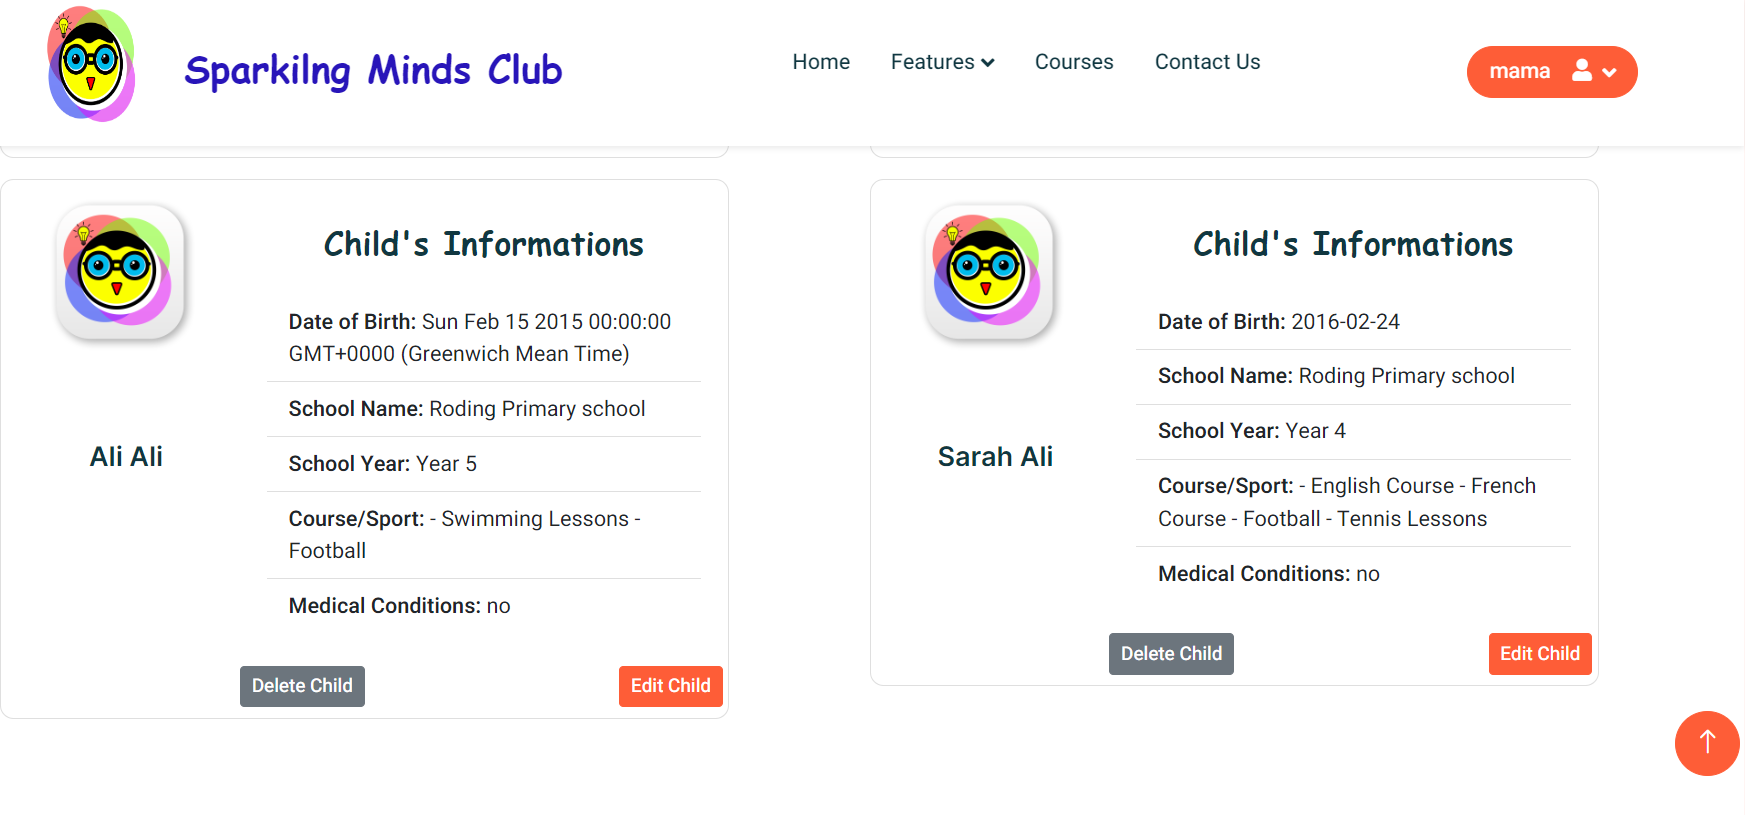 Sparkilng Minds Club
Home
Features
Courses
Contact Us
mama
Child's Informations
Date of Birth: Sun Feb 15 2015 00:00:00
GMT+0000 (Greenwich Mean Time)
School Name: Roding Primary school
Ali Ali
School Year: Year 5
Course/Sport: - Swimming Lessons -
Football
Medical Conditions: no
Delete Child
Edit Child
Child's Informations
Date of Birth: 2016-02-24
School Name: Roding Primary school
School Year: Year 4
Sarah Ali
Course/Sport: - English Course - French
Course - Football - Tennis Lessons
Medical Conditions: no
Delete Child
Edit Child